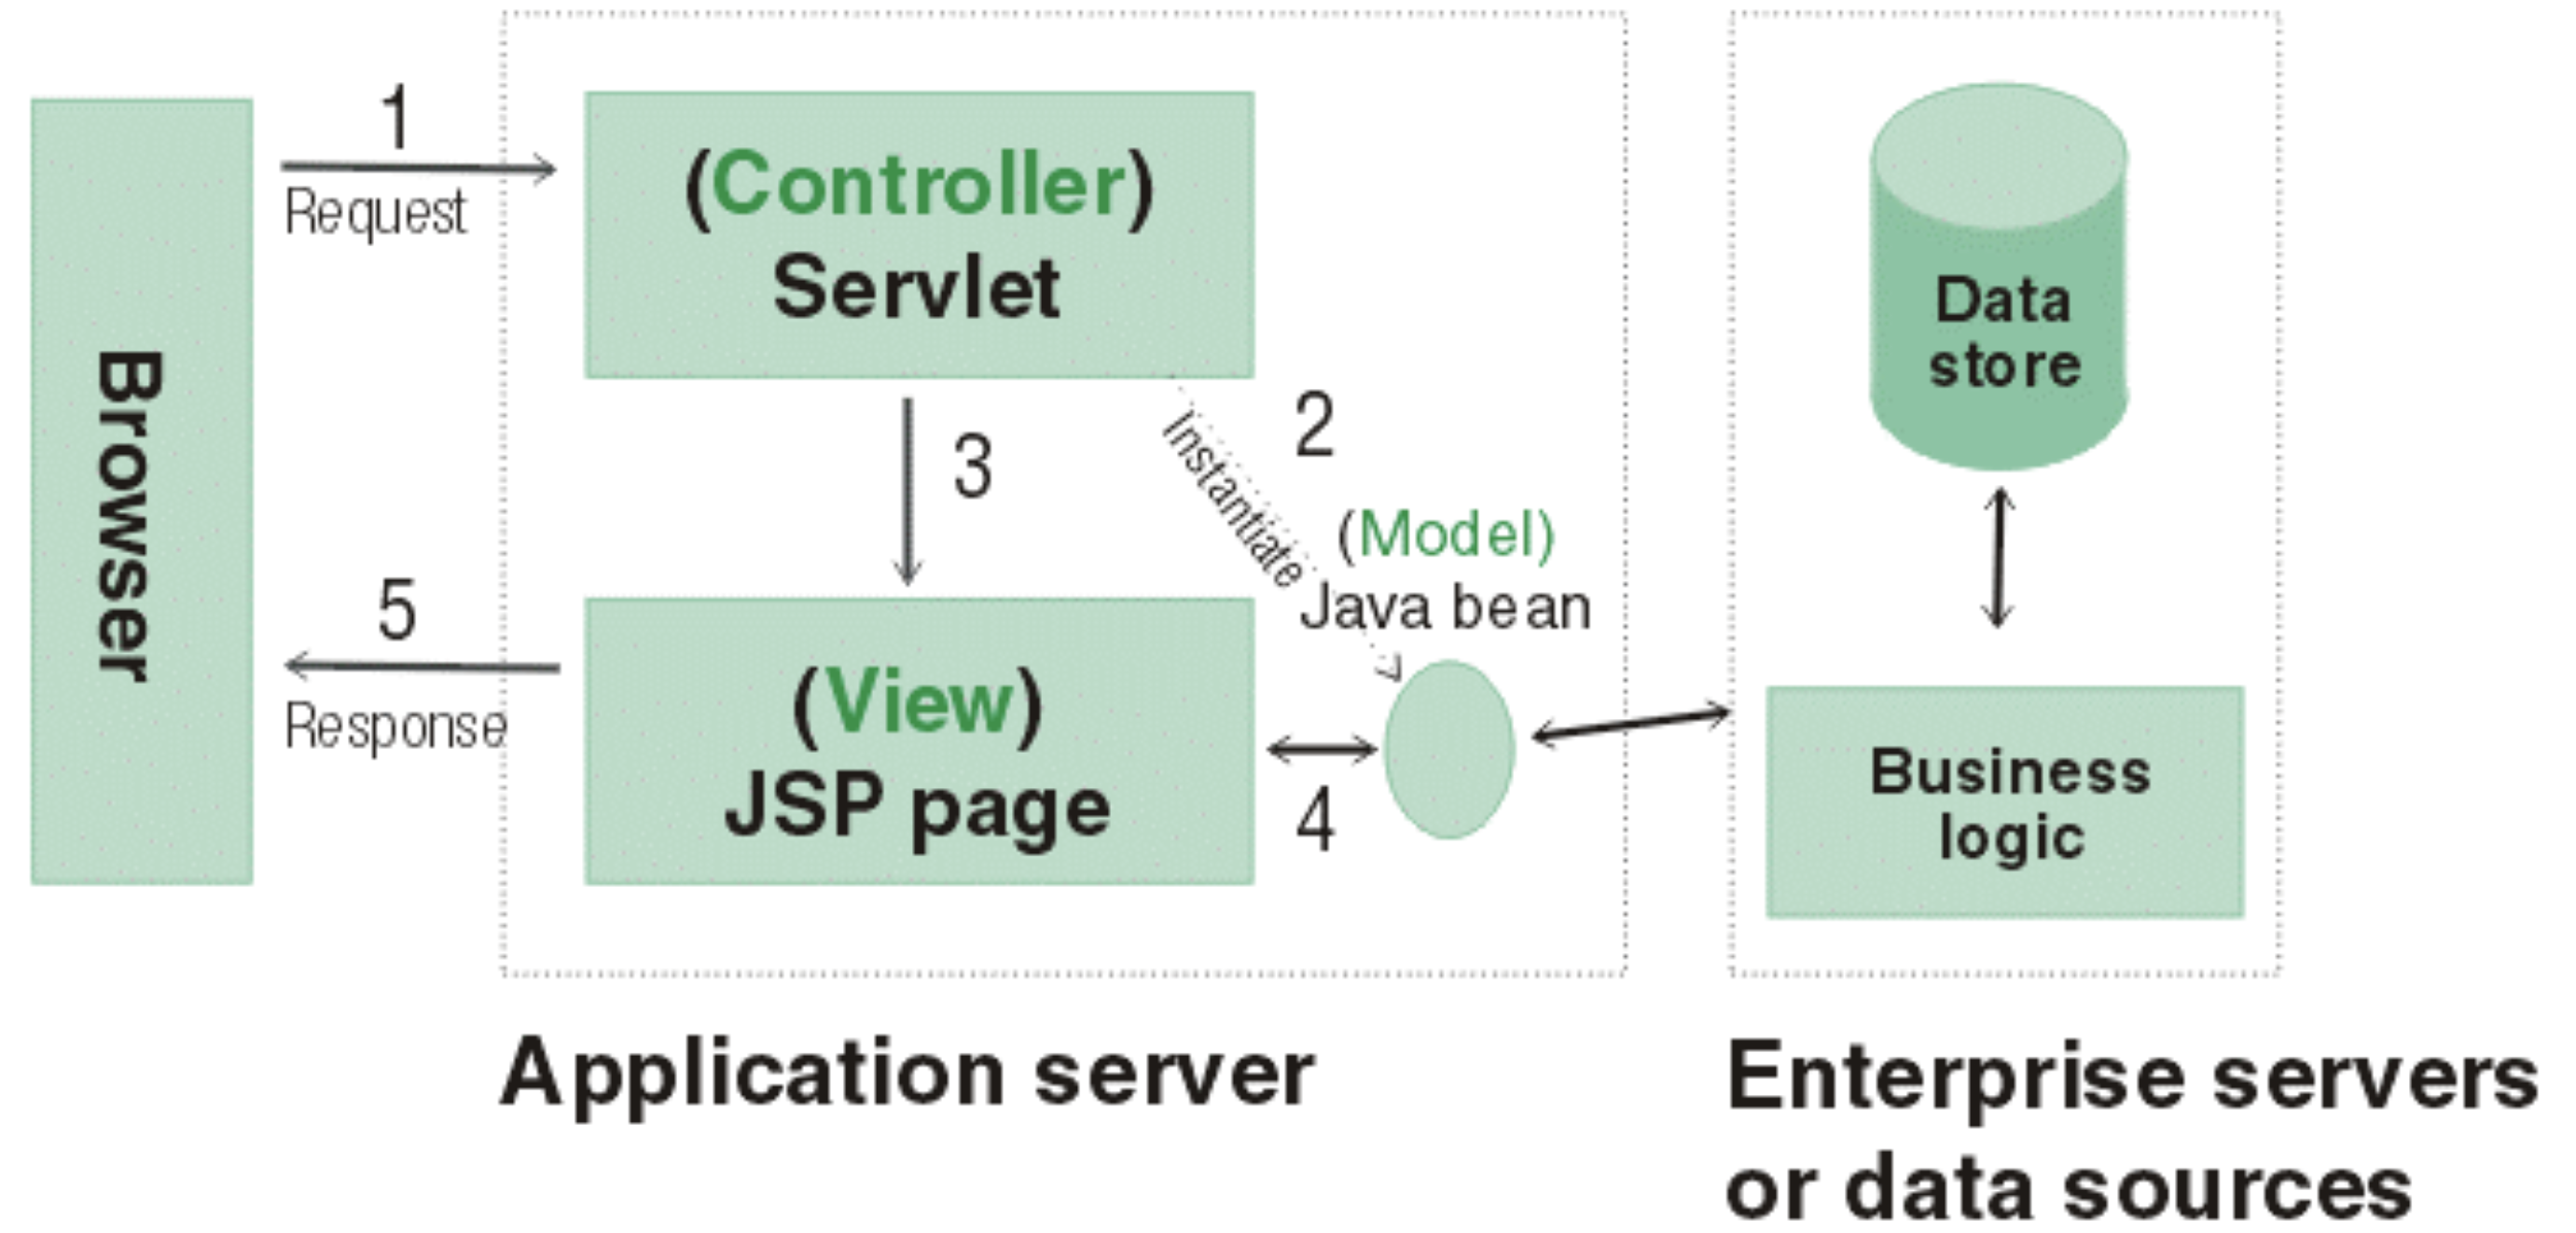 Browser
1
Request
(Controller)
Servlet
2
Instantiate
3
(Model)
Java bean
5
Response
(View)
JSP page
4
Data
store
Business
logic
Application server
Enterprise servers
or data sources